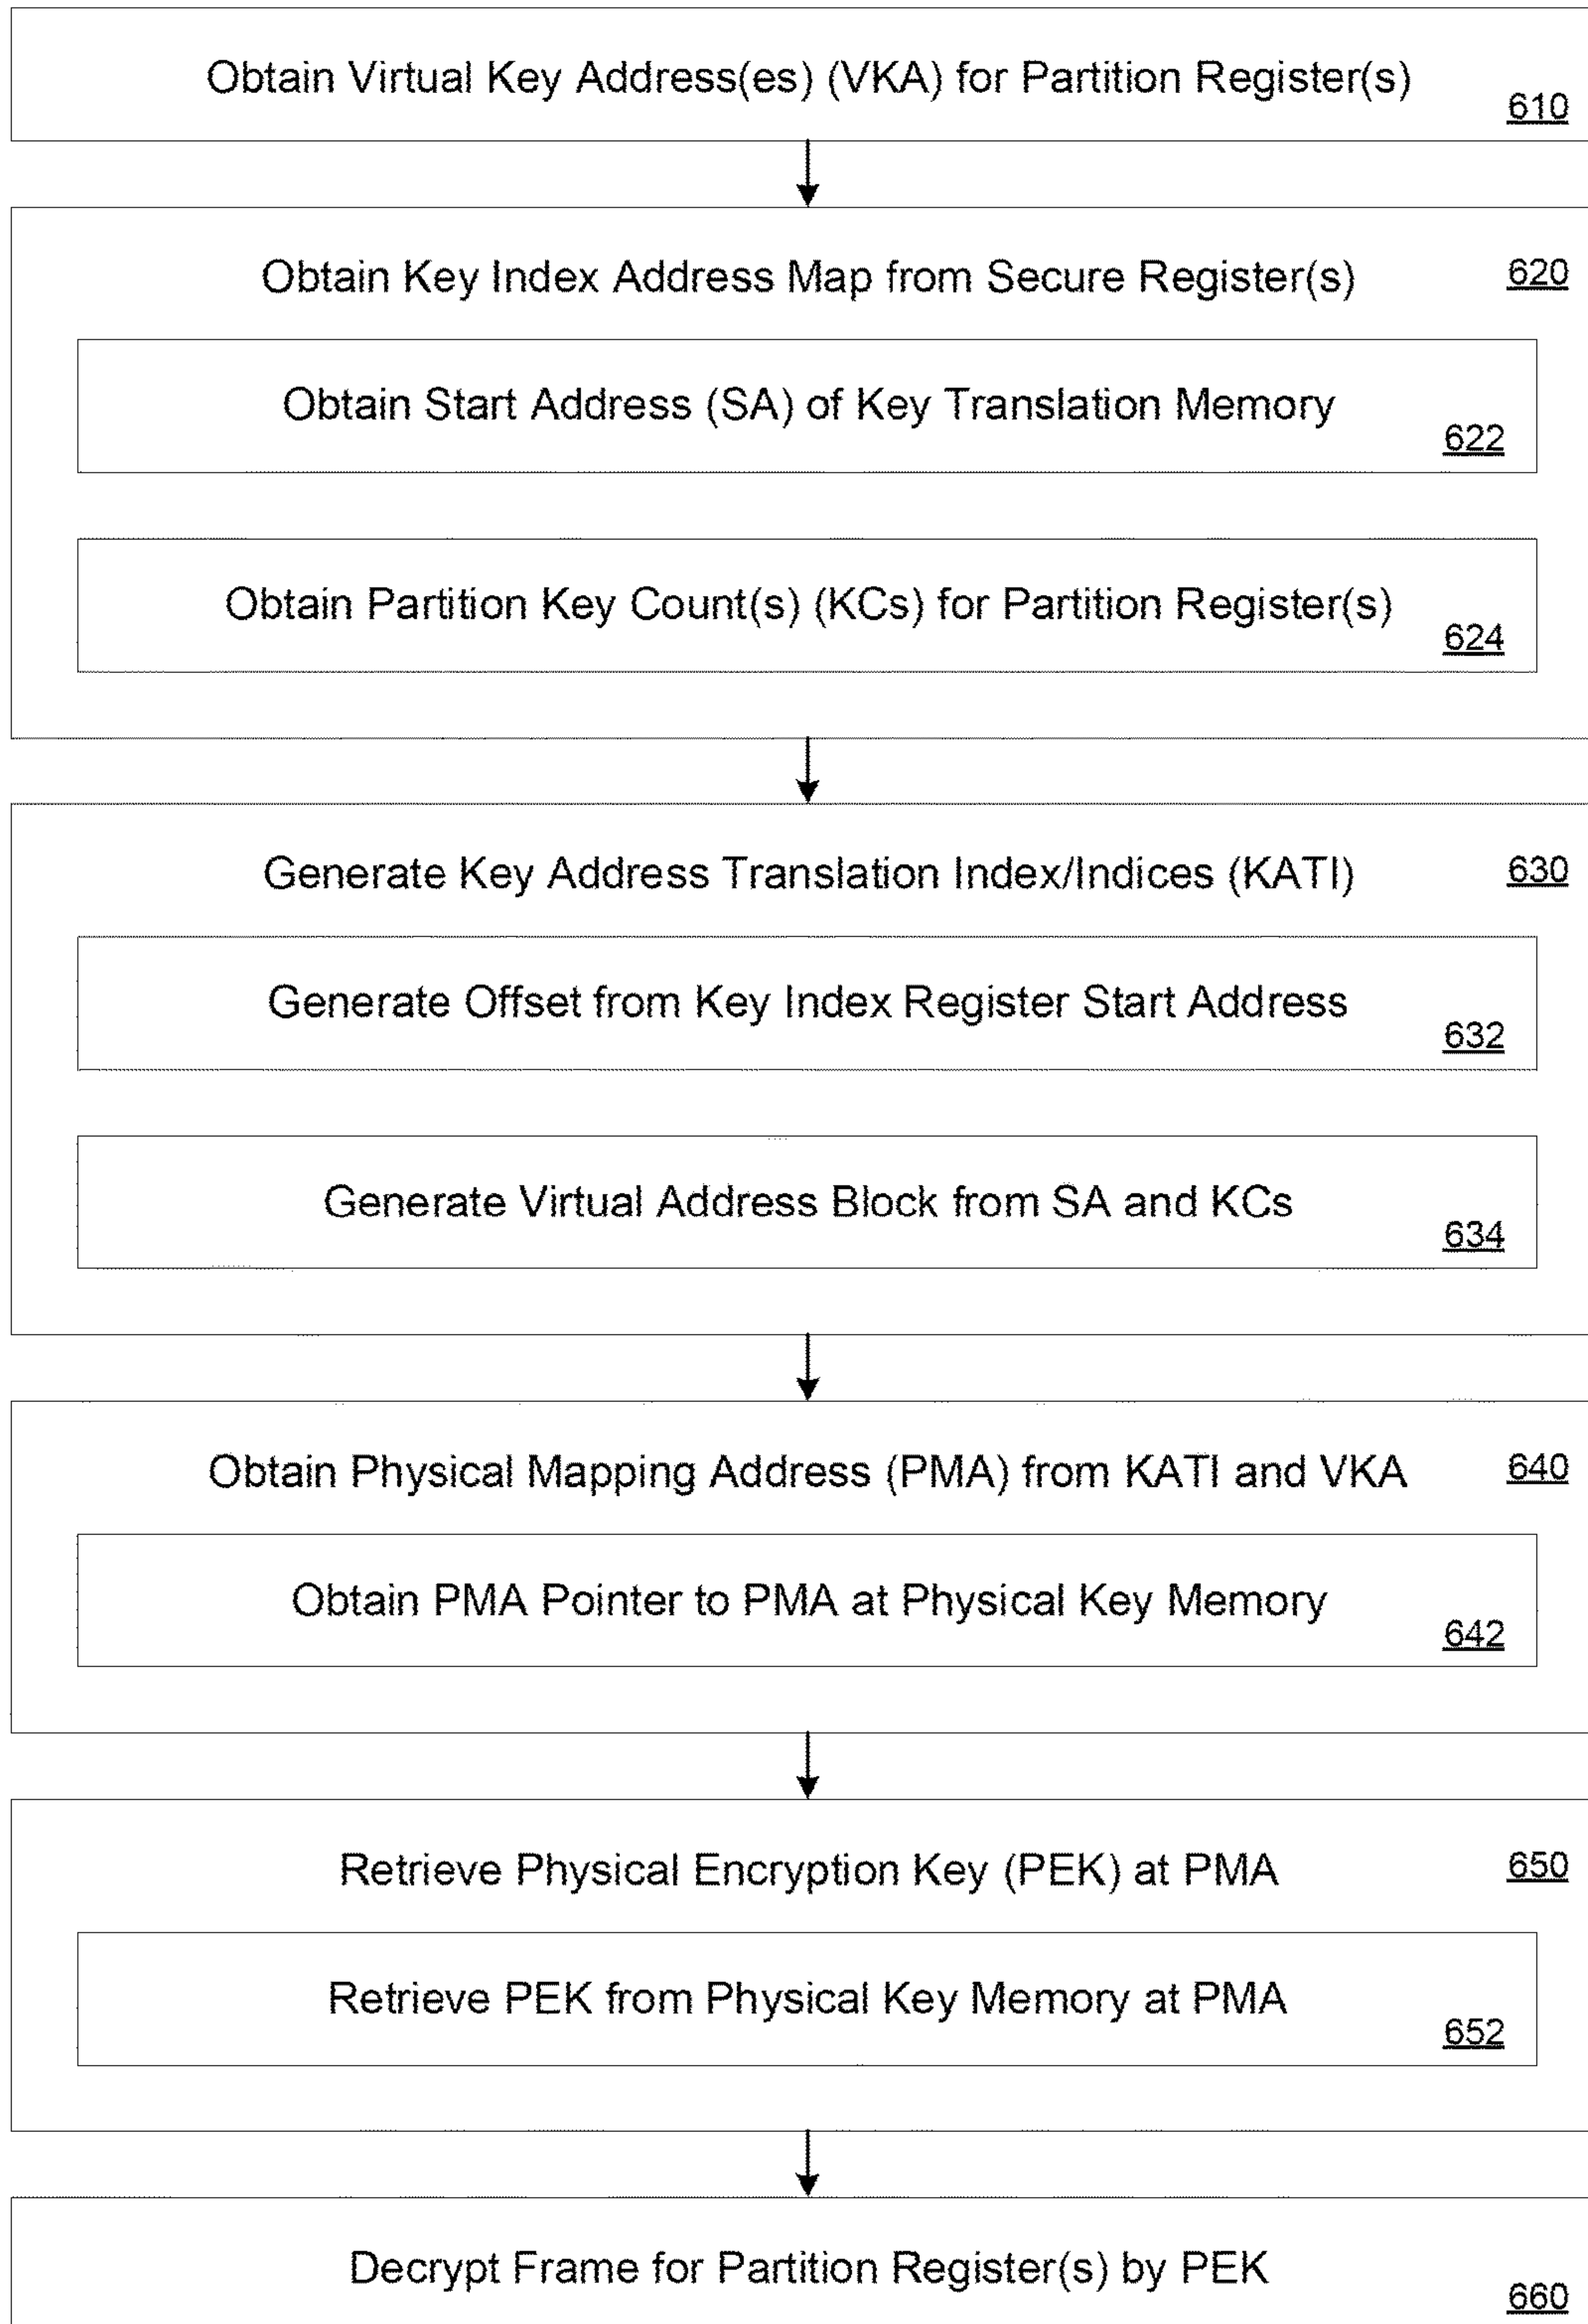 Obtain Virtual Key Address(es) (VKA) for Partition Register(s)
610
Obtain Key Index Address Map from Secure Register(s)
620
Obtain Start Address (SA) of Key Translation Memory
622
Obtain Partition Key Count(s) (KCs) for Partition Register(s)
624
Generate Key Address Translation Index/Indices (KATI)
630
Generate Offset from Key Index Register Start Address
632
Generate Virtual Address Block from SA and KCs
634
Obtain Physical Mapping Address (PMA) from KATI and VKA
640
Obtain PMA Pointer to PMA at Physical Key Memory
642
Retrieve Physical Encryption Key (PEK) at PMA
650
Retrieve PEK from Physical Key Memory at PMA
652
Decrypt Frame for Partition Register(s) by PEK
660